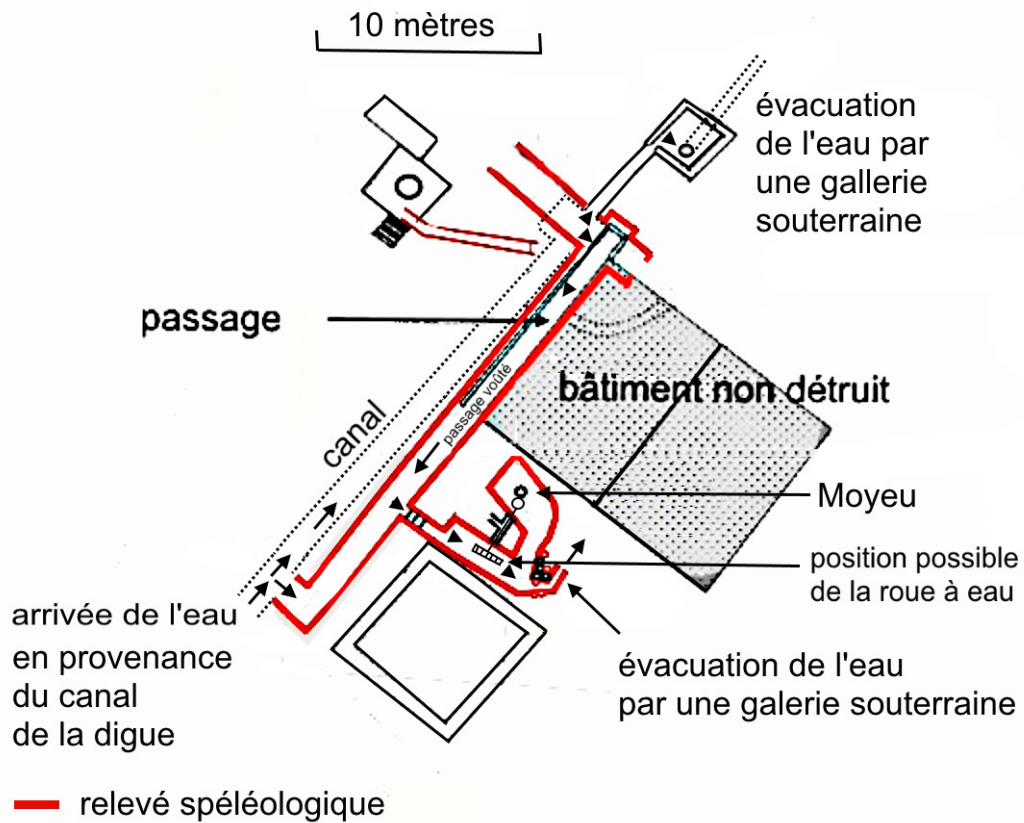 10 mètres
évacuation
de l'eau par
une gallerie
souterraine
passage
bâtiment non détruit
passage voûté
canal
Moyeu
position possible
de la roue à eau
arrivée de l'eau
en provenance
du canal
de la digue
évacuation de l'eau
par une galerie souterraine
relevé spéléologique